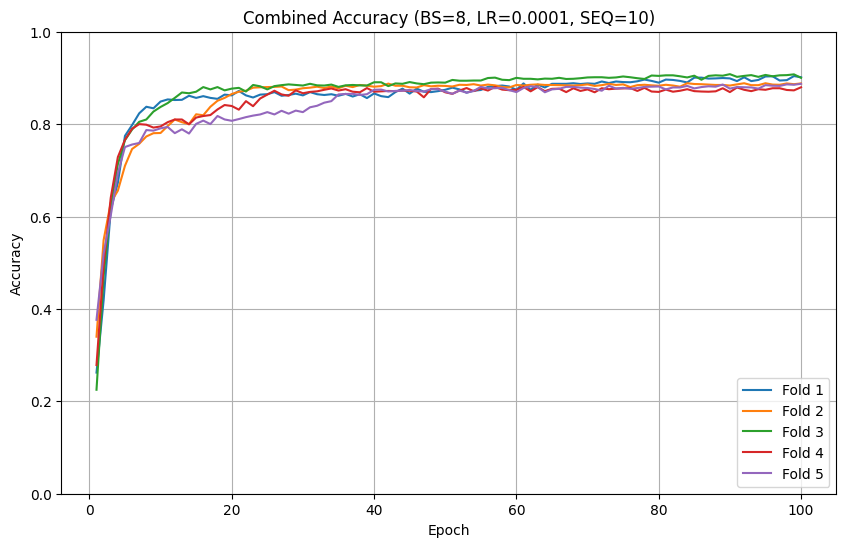 Combined Accuracy (BS=8, LR=0.0001, SEQ=10)
1.0
0.8
0.6
0.4
0.2
0.0
Accuracy
0 20 40 60 80 100
Epoch
Fold 1
Fold 2
Fold 3
Fold 4
Fold 5